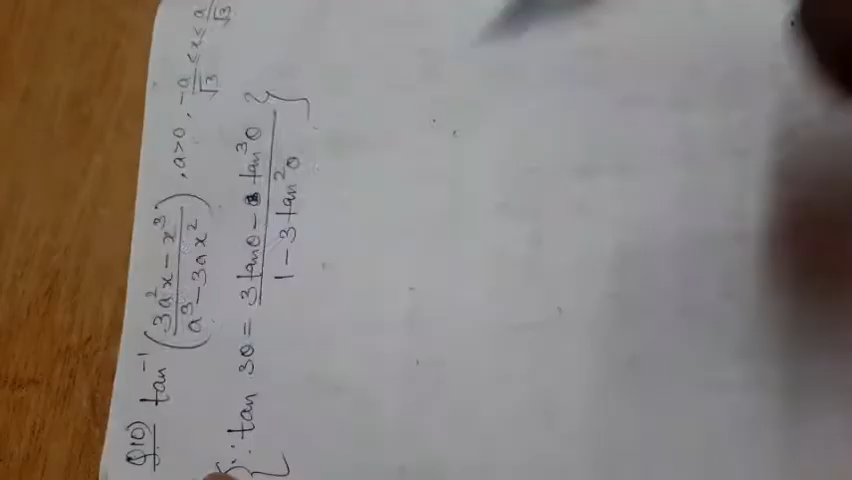 Q10) tan⁻¹ (3a²x - x³ / a³ - 3ax²), a>0, -a/√3 ≤ x ≤ a/√3
{∵ tan 3θ = 3 tanθ - tan³θ / 1 - 3 tan²θ}